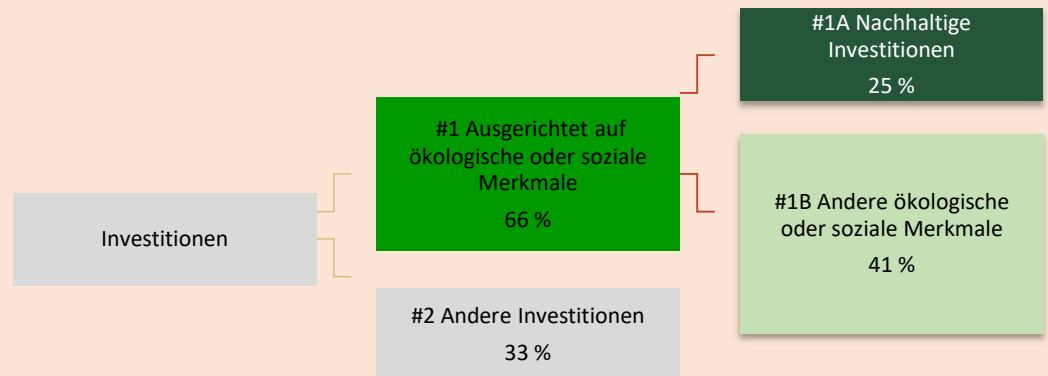 #1A Nachhaltige
Investitionen
25 %
#1 Ausgerichtet auf
ökologische oder soziale
Merkmale
66 %
#1B Andere ökologische
oder soziale Merkmale
41 %
Investitionen
#2 Andere Investitionen
33 %